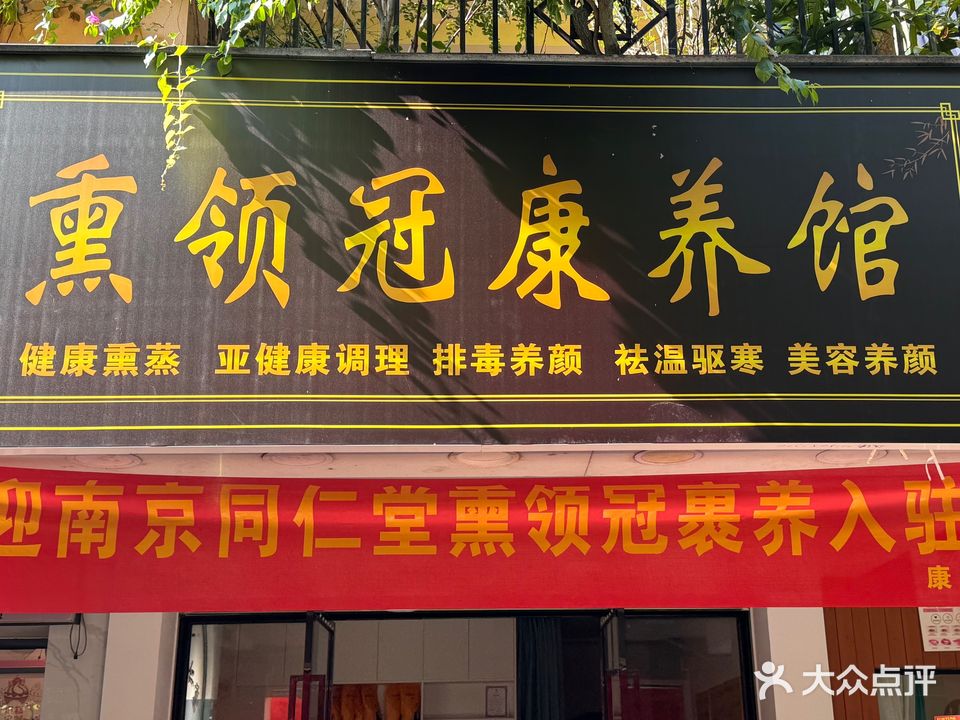 熏领冠康养馆
健康熏蒸 亚健康调理 排毒养颜 祛温驱寒 美容养颜
迎南京同仁堂熏领冠裹养入驻
康
大众点评